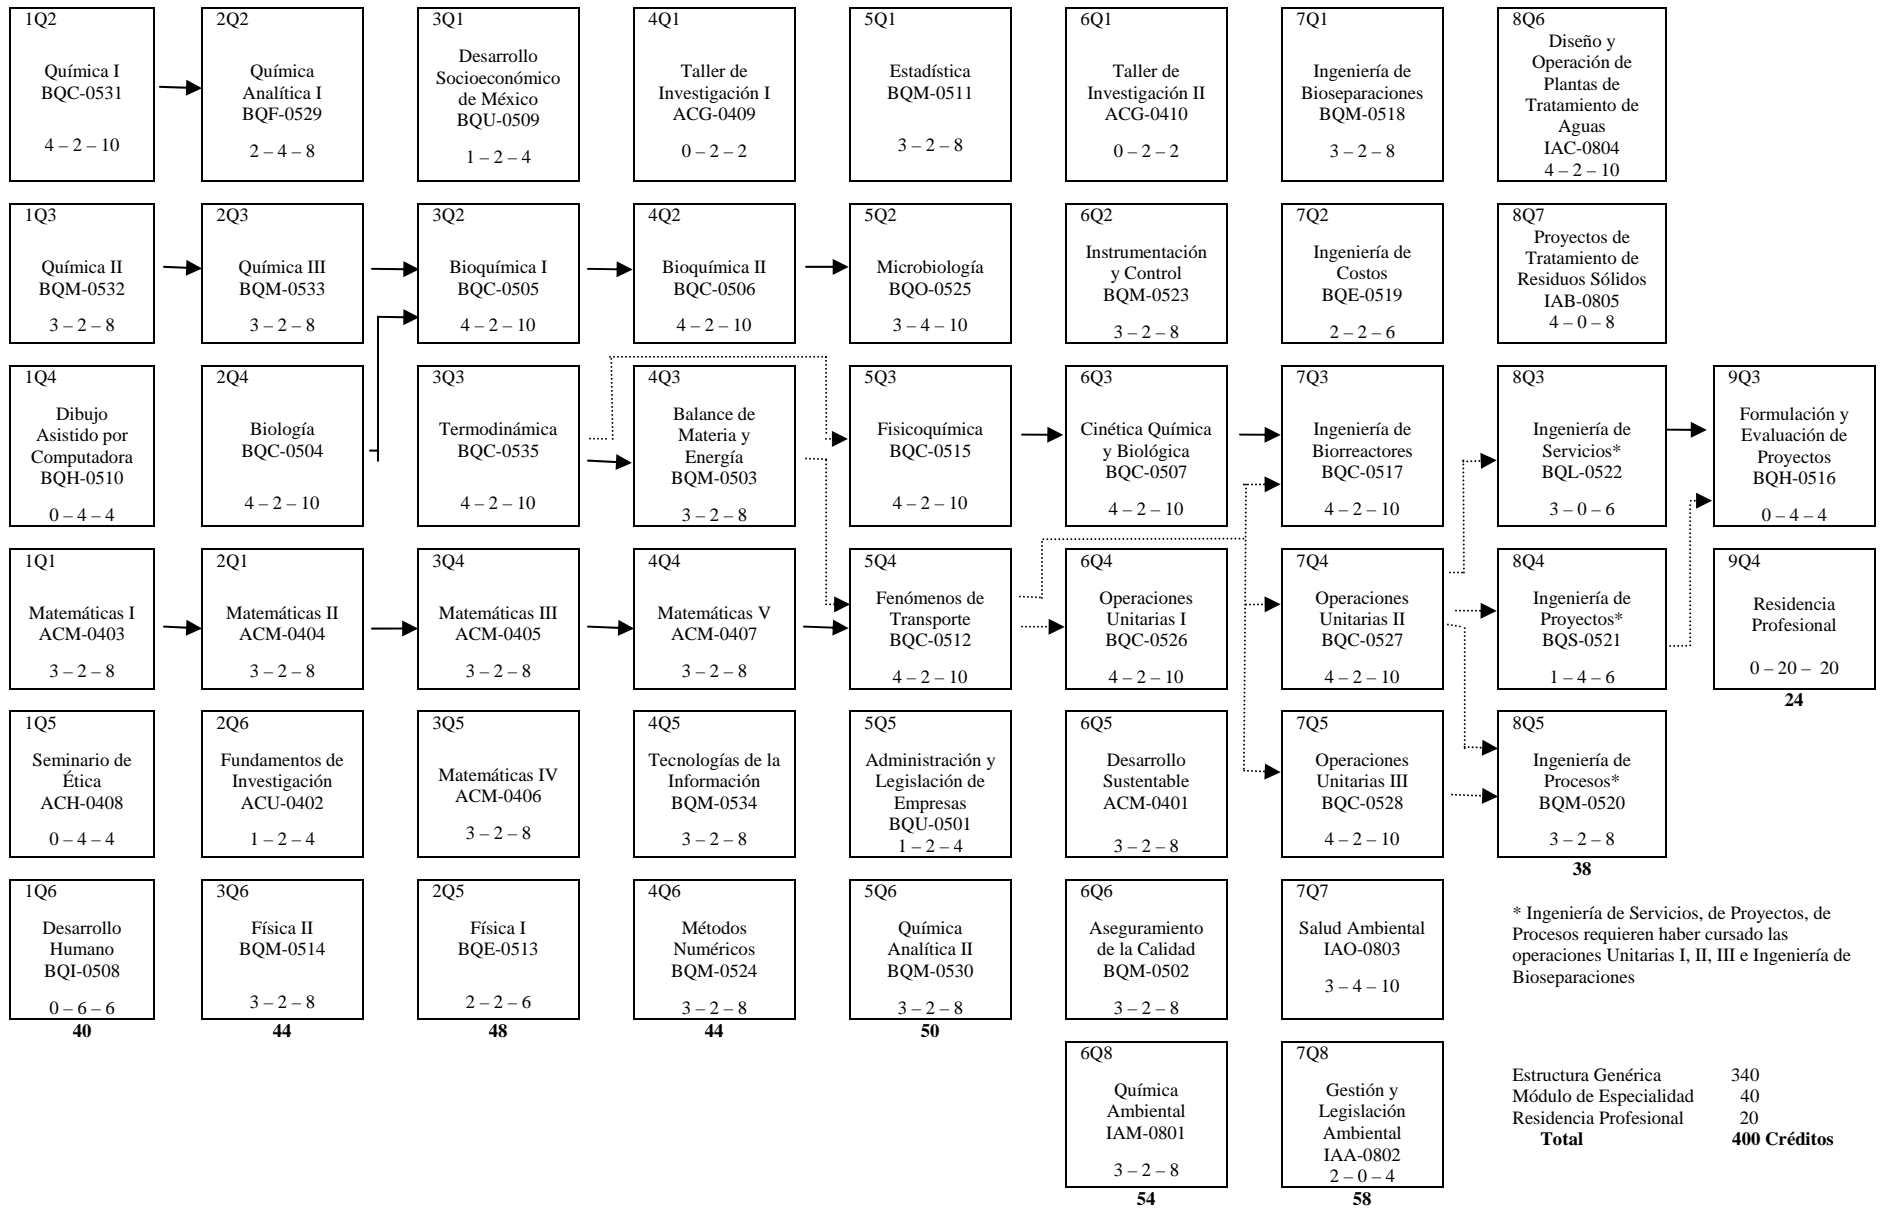 1Q2
Química I
BQC-0531
4 – 2 – 10
2Q2
Química
Analítica I
BQF-0529
2 – 4 – 8
3Q1
Desarrollo
Socioeconómico
de México
BQU-0509
1 – 2 – 4
4Q1
Taller de
Investigación I
ACG-0409
0 – 2 – 2
5Q1
Estadística
BQM-0511
3 – 2 – 8
6Q1
Taller de
Investigación II
ACG-0410
0 – 2 – 2
7Q1
Ingeniería de
Bioseparaciones
BQM-0518
3 – 2 – 8
8Q6
Diseño y
Operación de
Plantas de
Tratamiento de
Aguas
IAC-0804
4 – 2 – 10
1Q3
Química II
BQM-0532
3 – 2 – 8
2Q3
Química III
BQM-0533
3 – 2 – 8
3Q2
Bioquímica I
BQC-0505
4 – 2 – 10
4Q2
Bioquímica II
BQC-0506
4 – 2 – 10
5Q2
Microbiología
BQO-0525
3 – 4 – 10
6Q2
Instrumentación
y Control
BQM-0523
3 – 2 – 8
7Q2
Ingeniería de
Costos
BQE-0519
2 – 2 – 6
8Q7
Proyectos de
Tratamiento de
Residuos Sólidos
IAB-0805
4 – 0 – 8
1Q4
Dibujo
Asistido por
Computadora
BQH-0510
0 – 4 – 4
2Q4
Biología
BQC-0504
4 – 2 – 10
3Q3
Termodinámica
BQC-0535
4 – 2 – 10
4Q3
Balance de
Materia y
Energía
BQM-0503
3 – 2 – 8
5Q3
Fisicoquímica
BQC-0515
4 – 2 – 10
6Q3
Cinética Química
y Biológica
BQC-0507
4 – 2 – 10
7Q3
Ingeniería de
Biorreactores
BQC-0517
4 – 2 – 10
8Q3
Ingeniería de
Servicios*
BQL-0522
3 – 0 – 6
9Q3
Formulación y
Evaluación de
Proyectos
BQH-0516
0 – 4 – 4
1Q1
Matemáticas I
ACM-0403
3 – 2 – 8
2Q1
Matemáticas II
ACM-0404
3 – 2 – 8
3Q4
Matemáticas III
ACM-0405
3 – 2 – 8
4Q4
Matemáticas V
ACM-0407
3 – 2 – 8
5Q4
Fenómenos de
Transporte
BQC-0512
4 – 2 – 10
6Q4
Operaciones
Unitarias I
BQC-0526
4 – 2 – 10
7Q4
Operaciones
Unitarias II
BQC-0527
4 – 2 – 10
8Q4
Ingeniería de
Proyectos*
BQS-0521
1 – 4 – 6
9Q4
Residencia
Profesional
0 – 20 – 20
24
1Q5
Seminario de
Ética
ACH-0408
0 – 4 – 4
2Q6
Fundamentos de
Investigación
ACU-0402
1 – 2 – 4
3Q5
Matemáticas IV
ACM-0406
3 – 2 – 8
4Q5
Tecnologías de la
Información
BQM-0534
3 – 2 – 8
5Q5
Administración y
Legislación de
Empresas
BQU-0501
1 – 2 – 4
6Q5
Desarrollo
Sustentable
ACM-0401
3 – 2 – 8
7Q5
Operaciones
Unitarias III
BQC-0528
4 – 2 – 10
8Q5
Ingeniería de
Procesos*
BQM-0520
3 – 2 – 8
38
1Q6
Desarrollo
Humano
BQI-0508
0 – 6 – 6
40
3Q6
Física II
BQM-0514
3 – 2 – 8
44
2Q5
Física I
BQE-0513
2 – 2 – 6
48
4Q6
Métodos
Numéricos
BQM-0524
3 – 2 – 8
44
5Q6
Química
Analítica II
BQM-0530
3 – 2 – 8
50
6Q6
Aseguramiento
de la Calidad
BQM-0502
3 – 2 – 8
7Q7
Salud Ambiental
IAO-0803
3 – 4 – 10
* Ingeniería de Servicios, de Proyectos, de
Procesos requieren haber cursado las
operaciones Unitarias I, II, III e Ingeniería de
Bioseparaciones
6Q8
Química
Ambiental
IAM-0801
3 – 2 – 8
54
7Q8
Gestión y
Legislación
Ambiental
IAA-0802
2 – 0 – 4
58
Estructura Genérica 340
Módulo de Especialidad 40
Residencia Profesional 20
Total 400 Créditos